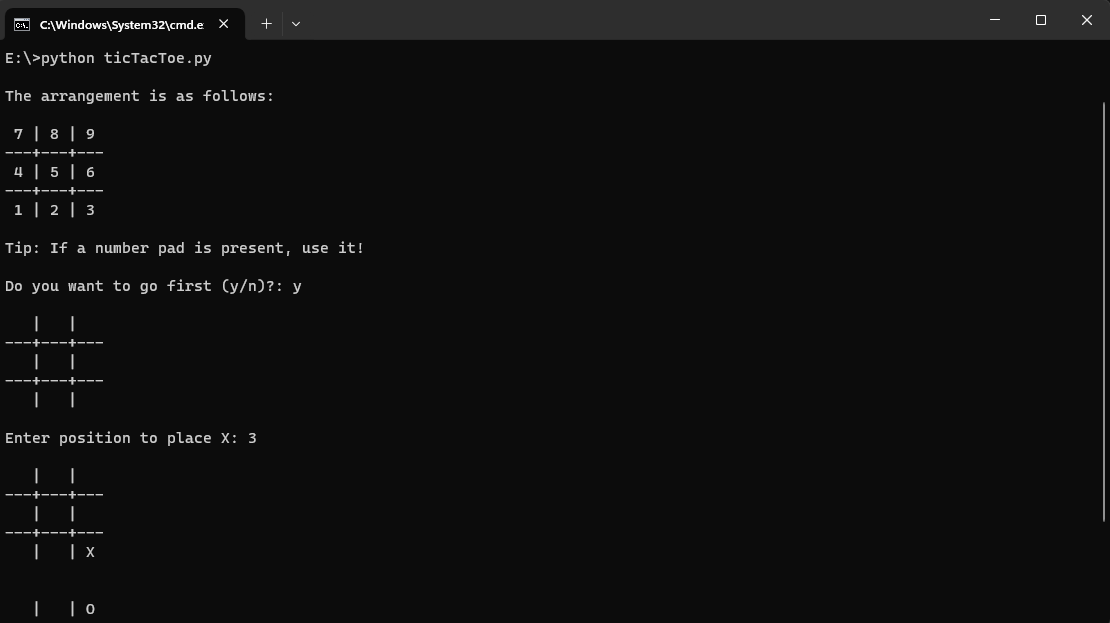 C:\Windows\System32\cmd.e
E:\>python ticTacToe.py
The arrangement is as follows:
 7 | 8 | 9
---+---+---
 4 | 5 | 6
---+---+---
 1 | 2 | 3
Tip: If a number pad is present, use it!
Do you want to go first (y/n)?: y
   |   |
---+---+---
   |   |
---+---+---
   |   |
Enter position to place X: 3
   |   |
---+---+---
   |   |
---+---+---
   |   | X
   |   | O